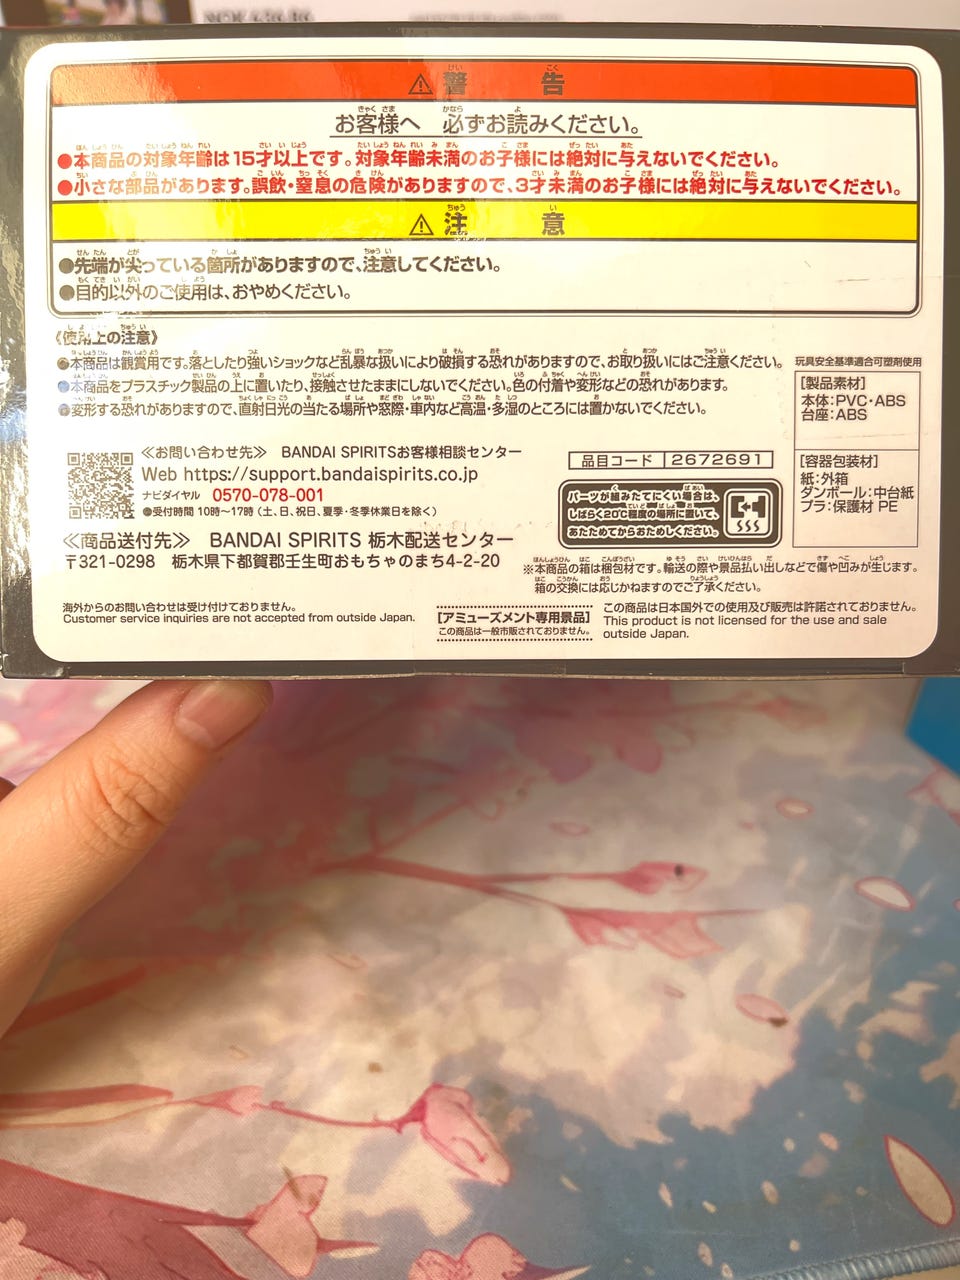 ⚠警告
お客様へ 必ずお読みください。
●本商品の対象年齢は15才以上です。対象年齢未満のお子様には絶対に与えないでください。
●小さな部品があります。誤飲・窒息の危険がありますので、3才未満のお子様には絶対に与えないでください。
⚠注意
●先端が尖っている箇所がありますので、注意してください。
●目的以外のご使用は、おやめください。
《使用上の注意》
●本商品は観賞用です。落としたり強いショックなど乱暴な扱いにより破損する恐れがありますので、お取り扱いにはご注意ください。
●本商品をプラスチック製品の上に置いたり、接触させたままにしないでください。色の付着や変形などの恐れがあります。
●変形する恐れがありますので、直射日光の当たる場所や窓際・車内など高温・多湿のところには置かないでください。
玩具安全基準適合可塑剤使用
[製品素材]
本体:PVC・ABS
台座:ABS
[容器包装材]
紙:外箱
ダンボール:中台紙
プラ:保護材 PE
≪お問い合わせ先≫ BANDAI SPIRITSお客様相談センター
Web https://support.bandaispirits.co.jp
ナビダイヤル 0570-078-001
●受付時間 10時〜17時(土、日、祝日、夏季・冬季休業日を除く)
≪商品送付先≫ BANDAI SPIRITS 栃木配送センター
〒321-0298 栃木県下都賀郡壬生町おもちゃのまち4-2-20
品目コード 2672691
パーツが組みたてにくい場合は、
しばらく20℃程度の場所に置いて、
あたためてからおためしください。
※本商品の箱は梱包材です。輸送の際や景品払い出しなどで傷や凹みが生じます。
箱の交換には応じかねますのでご了承ください。
海外からのお問い合わせは受け付けておりません。
Customer service inquiries are not accepted from outside Japan.
[アミューズメント専用景品]
この商品は一般市販されておりません。
この商品は日本国外での使用及び販売は許諾されておりません。
This product is not licensed for the use and sale
outside Japan.